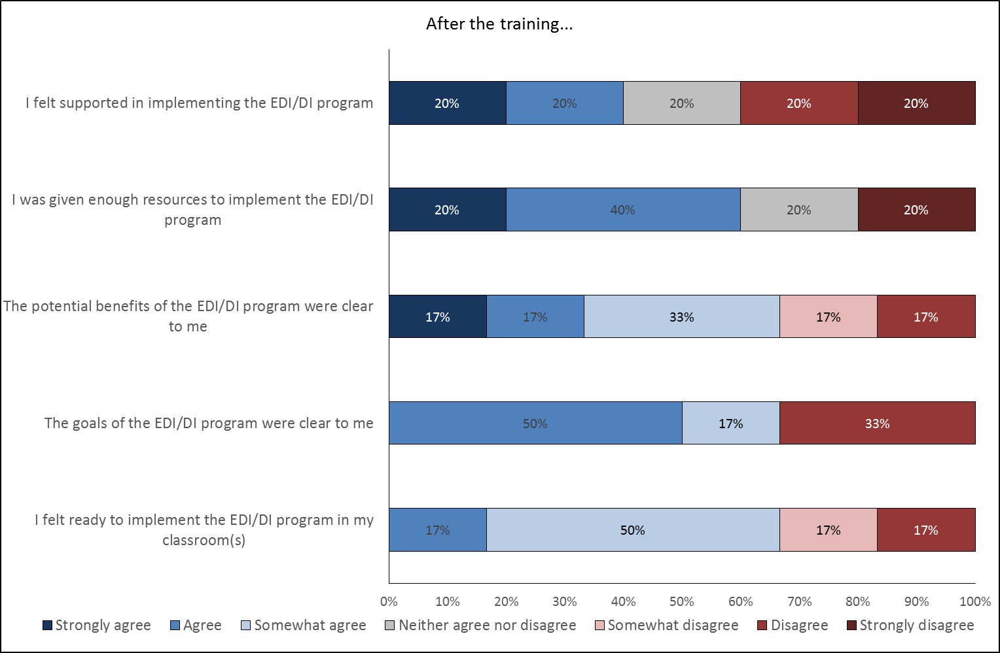 After the training...
I felt supported in implementing the EDI/DI program
20% 20% 20% 20% 20%
I was given enough resources to implement the EDI/DI
program
20% 40% 20% 20%
The potential benefits of the EDI/DI program were clear
to me
17% 17% 33% 17% 17%
The goals of the EDI/DI program were clear to me
50% 17% 33%
I felt ready to implement the EDI/DI program in my
classroom(s)
17% 50% 17% 17%
0% 10% 20% 30% 40% 50% 60% 70% 80% 90% 100%
Strongly agree Agree Somewhat agree Neither agree nor disagree Somewhat disagree Disagree Strongly disagree